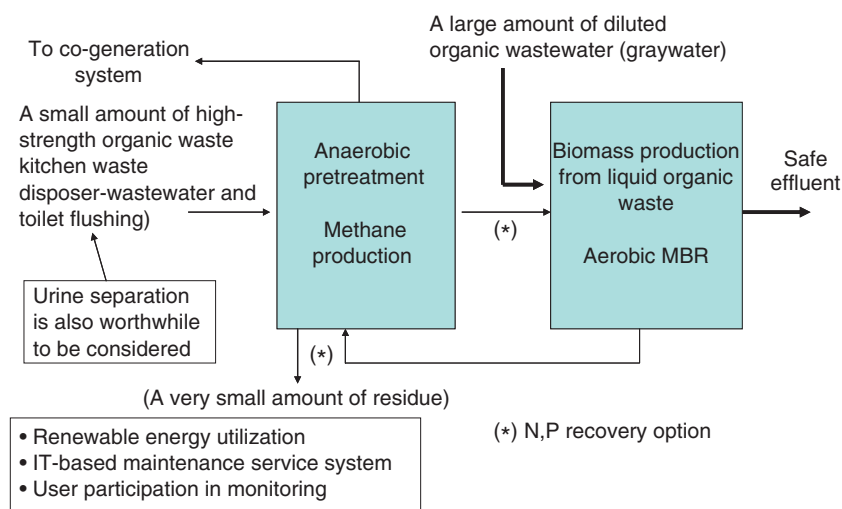 To co-generation
system
A large amount of diluted
organic wastewater (graywater)
A small amount of high-
strength organic waste
kitchen waste
disposer-wastewater and
toilet flushing)
Anaerobic
pretreatment
Methane
production
(*)
Biomass production
from liquid organic
waste
Aerobic MBR
Safe
effluent
Urine separation
is also worthwhile
to be considered
(*)
(A very small amount of residue)
(*) N,P recovery option
• Renewable energy utilization
• IT-based maintenance service system
• User participation in monitoring